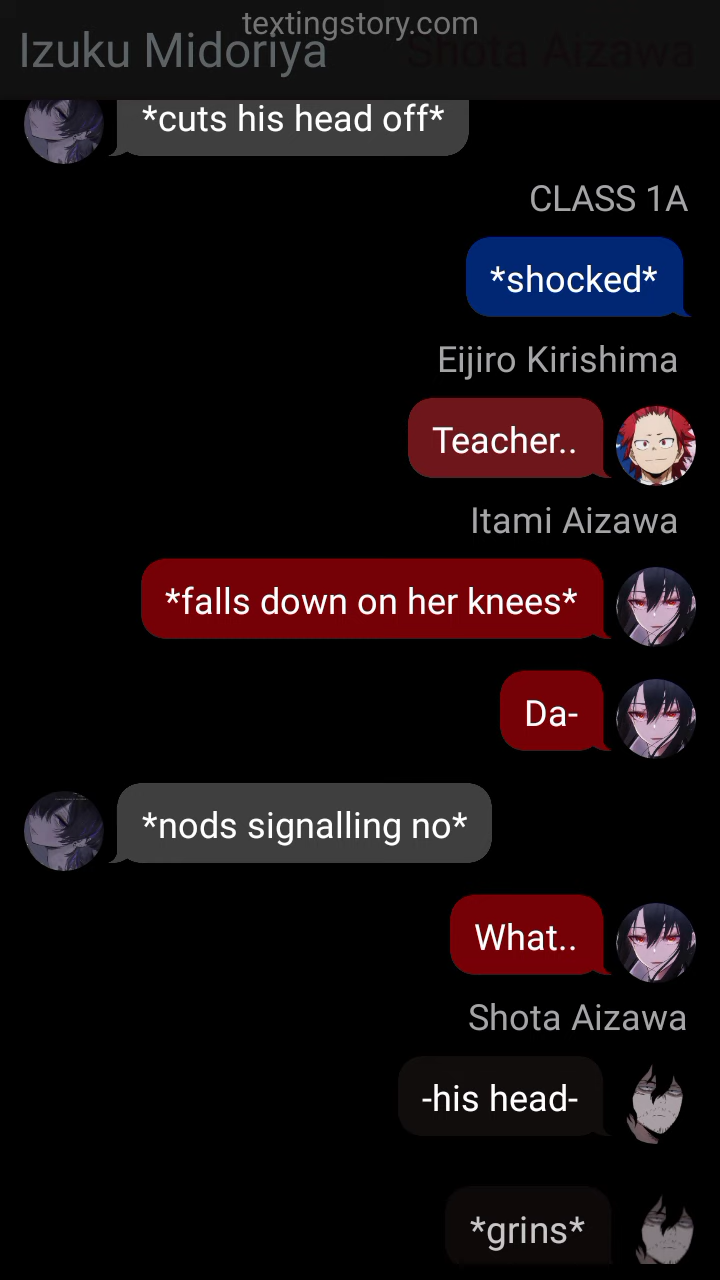 textingstory.com
Izuku Midoriya
Shota Aizawa
*cuts his head off*
CLASS 1A
*shocked*
Eijiro Kirishima
Teacher..
Itami Aizawa
*falls down on her knees*
Da-
*nods signalling no*
What..
Shota Aizawa
-his head-
*grins*